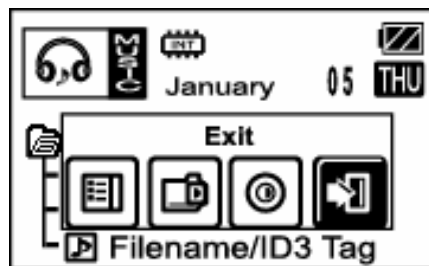 MUSIC
INT
January 05 THU
Exit
Filename/ID3 Tag